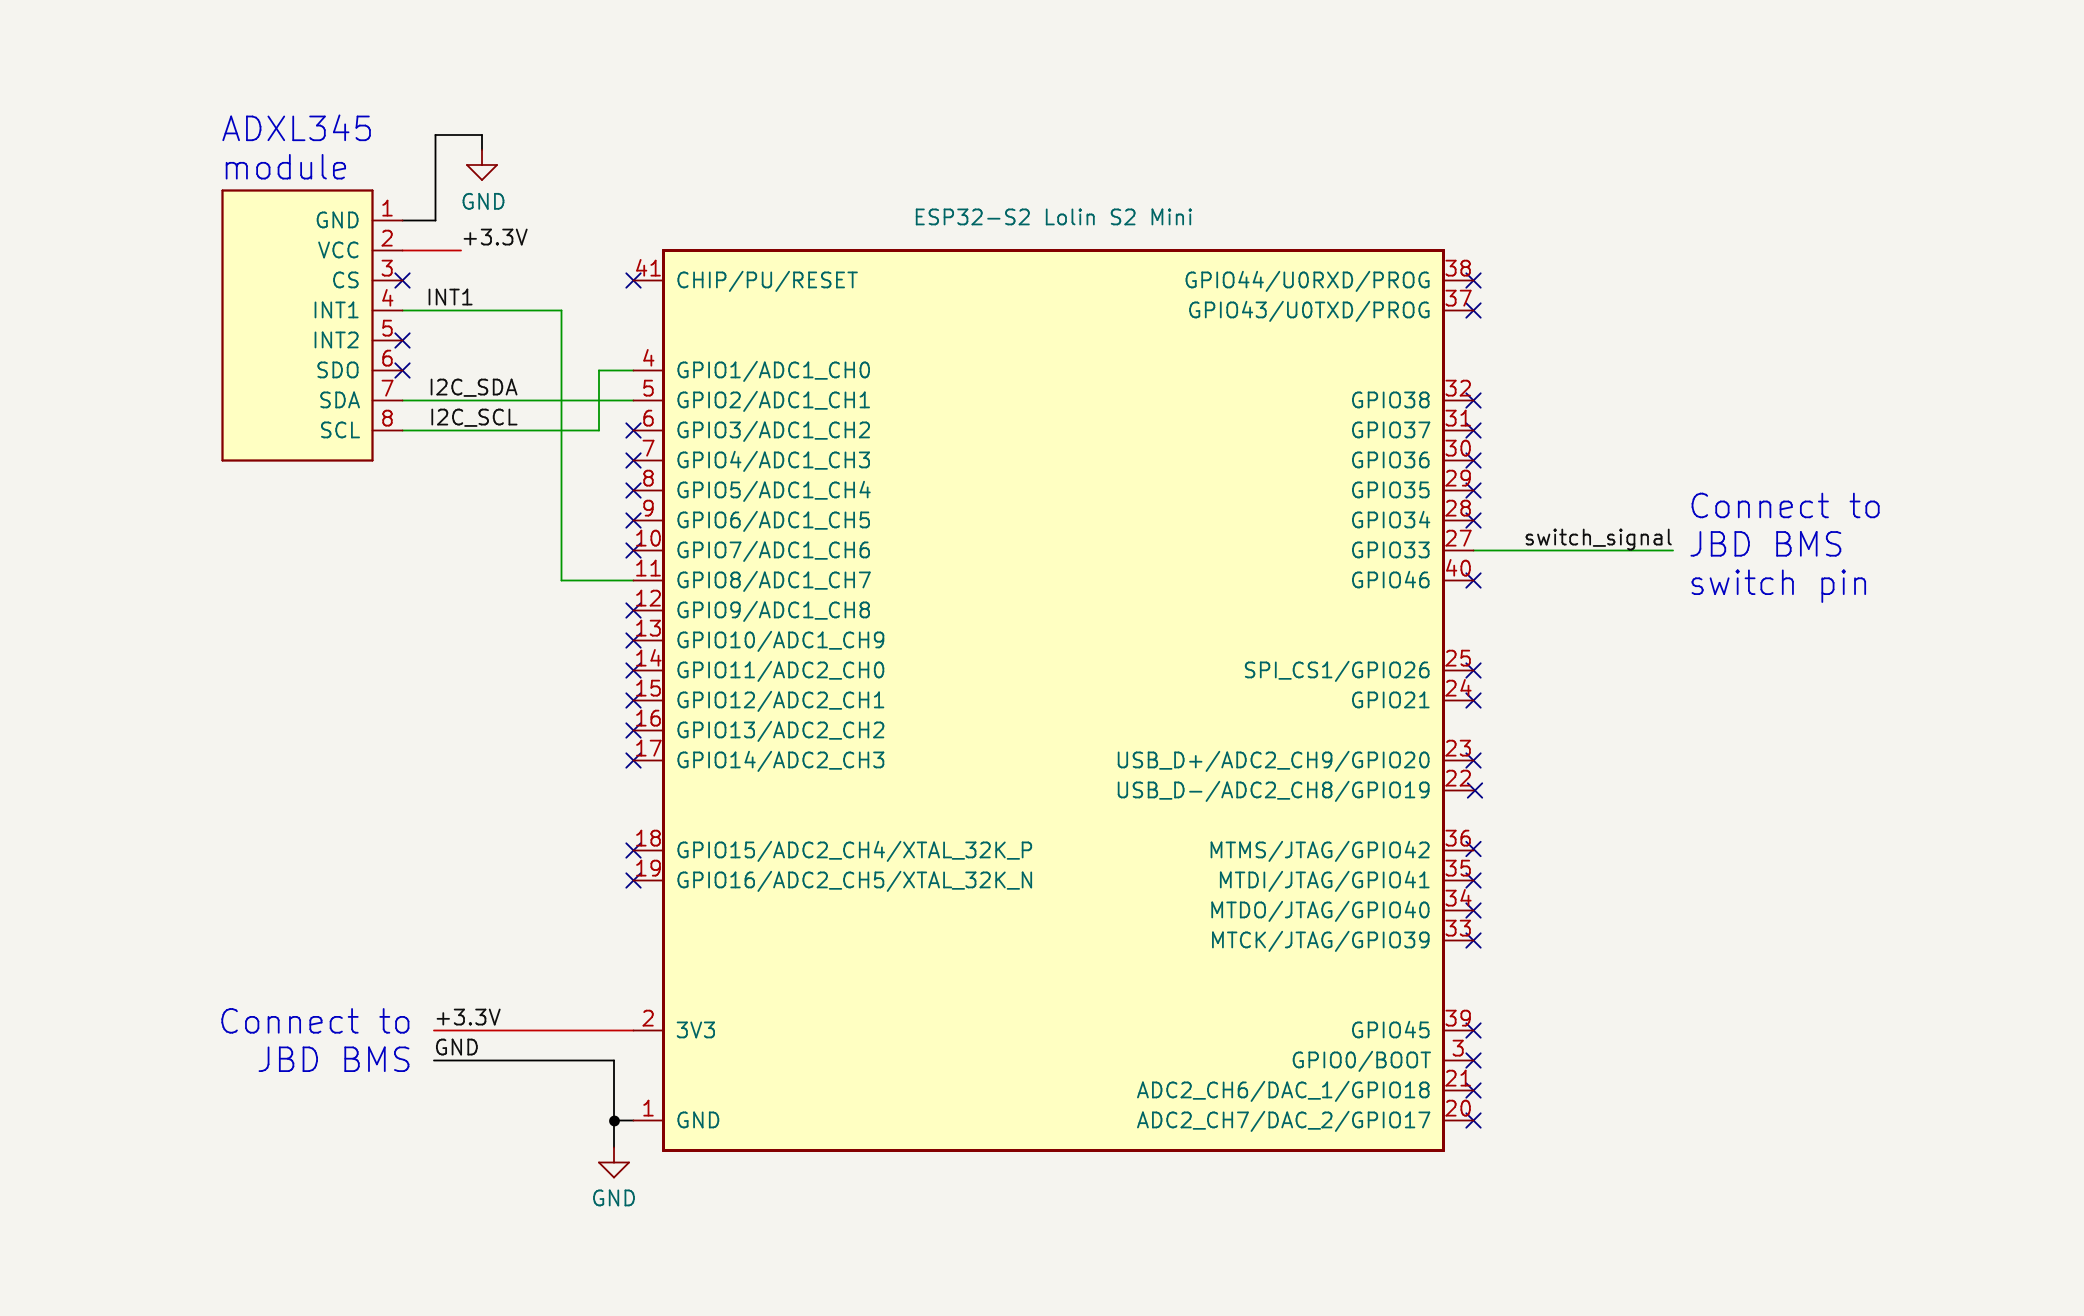 ADXL345
module
GND
1
GND
2
VCC
+3.3V
3
CS
4
INT1
INT1
5
INT2
6
SDO
7
SDA
I2C_SDA
8
SCL
I2C_SCL
ESP32-S2 Lolin S2 Mini
41
CHIP/PU/RESET
4
GPIO1/ADC1_CH0
5
GPIO2/ADC1_CH1
6
GPIO3/ADC1_CH2
7
GPIO4/ADC1_CH3
8
GPIO5/ADC1_CH4
9
GPIO6/ADC1_CH5
10
GPIO7/ADC1_CH6
11
GPIO8/ADC1_CH7
12
GPIO9/ADC1_CH8
13
GPIO10/ADC1_CH9
14
GPIO11/ADC2_CH0
15
GPIO12/ADC2_CH1
16
GPIO13/ADC2_CH2
17
GPIO14/ADC2_CH3
18
GPIO15/ADC2_CH4/XTAL_32K_P
19
GPIO16/ADC2_CH5/XTAL_32K_N
2
3V3
1
GND
38
GPIO44/U0RXD/PROG
37
GPIO43/U0TXD/PROG
32
GPIO38
31
GPIO37
30
GPIO36
29
GPIO35
28
GPIO34
27
GPIO33
40
GPIO46
25
SPI_CS1/GPIO26
24
GPIO21
23
USB_D+/ADC2_CH9/GPIO20
22
USB_D-/ADC2_CH8/GPIO19
36
MTMS/JTAG/GPIO42
35
MTDI/JTAG/GPIO41
34
MTDO/JTAG/GPIO40
33
MTCK/JTAG/GPIO39
39
GPIO45
3
GPIO0/BOOT
21
ADC2_CH6/DAC_1/GPIO18
20
ADC2_CH7/DAC_2/GPIO17
switch_signal
Connect to
JBD BMS
switch pin
Connect to
JBD BMS
+3.3V
GND
GND